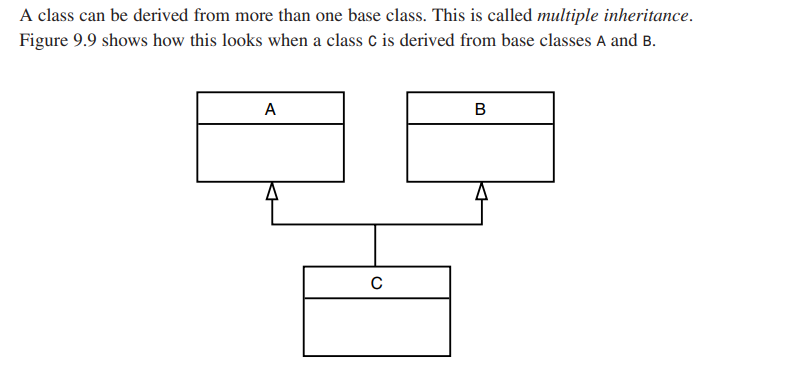 A class can be derived from more than one base class. This is called multiple inheritance.
Figure 9.9 shows how this looks when a class C is derived from base classes A and B.
A
B
C